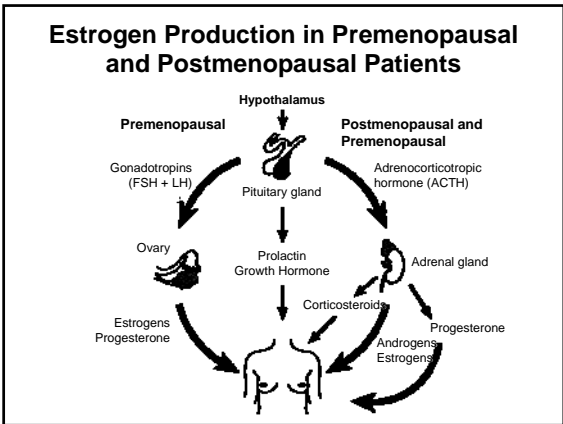 Estrogen Production in Premenopausal
and Postmenopausal Patients
Hypothalamus
Premenopausal
Postmenopausal and
Premenopausal
Gonadotropins
(FSH + LH)
Pituitary gland
Adrenocorticotropic
hormone (ACTH)
Ovary
Prolactin
Growth Hormone
Adrenal gland
Corticosteroids
Estrogens
Progesterone
Androgens
Estrogens
Progesterone